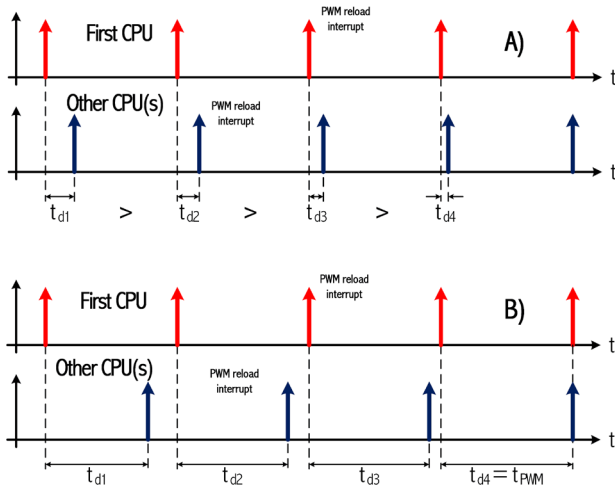 First CPU
PWM reload
interrupt
A)
t
Other CPU(s)
PWM reload
interrupt
t
td1 > td2 > td3 > td4
First CPU
PWM reload
interrupt
B)
t
Other CPU(s)
PWM reload
interrupt
t
td1 td2 td3 td4 = tPWM